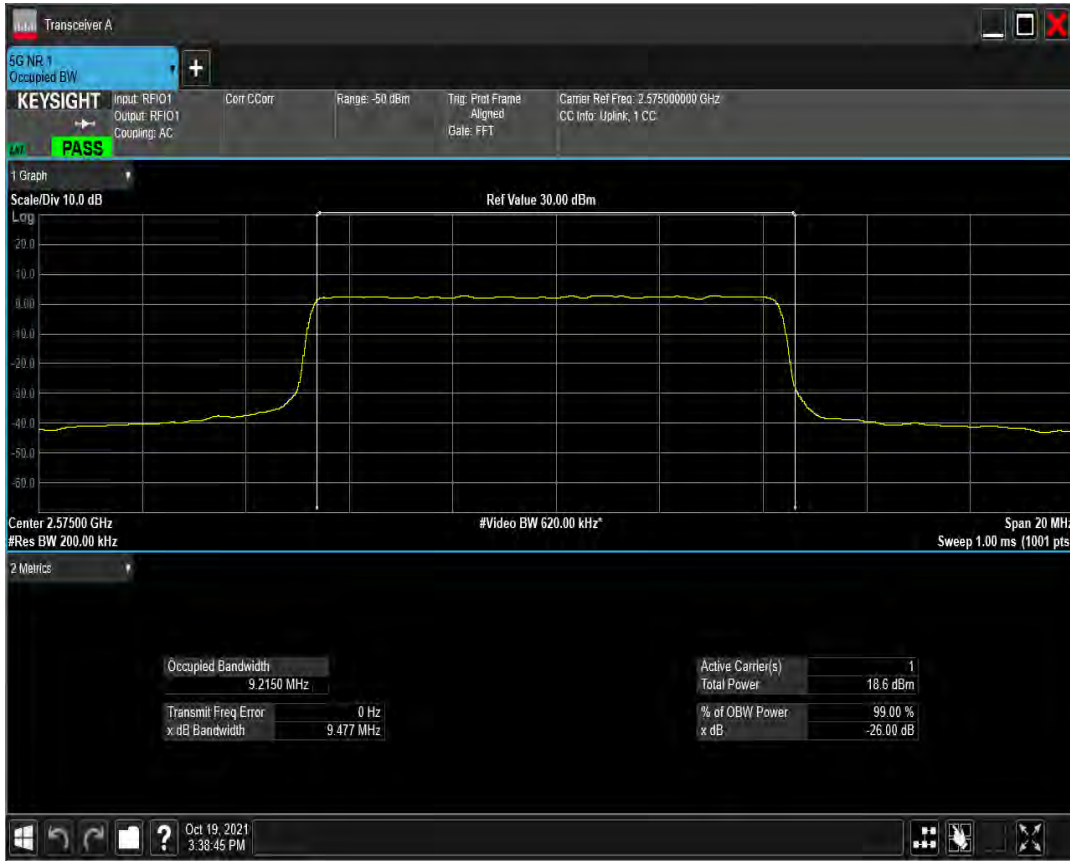 Transceiver A
5G NR 1
Occupied BW
+
KEYSIGHT
Input: RFIO1
Output: RFIO1
Coupling: AC
Corr CCorr
Range: -50 dBm
Trig: Prot Frame
Aligned
Gate: FFT
Carrier Ref Freq: 2.575000000 GHz
CC Info: Uplink, 1 CC
PASS
1 Graph
Scale/Div 10.0 dB
Ref Value 30.00 dBm
Log
20.0
10.0
0.00
-10.0
-20.0
-30.0
-40.0
-50.0
-60.0
Center 2.57500 GHz
#Video BW 620.00 kHz*
Span 20 MHz
#Res BW 200.00 kHz
Sweep 1.00 ms (1001 pts
2 Metrics
Occupied Bandwidth
9.2150 MHz
Transmit Freq Error 0 Hz
x dB Bandwidth 9.477 MHz
Active Carrier(s) 1
Total Power 18.6 dBm
% of OBW Power 99.00 %
x dB -26.00 dB
?
Oct 19, 2021
3:38:45 PM